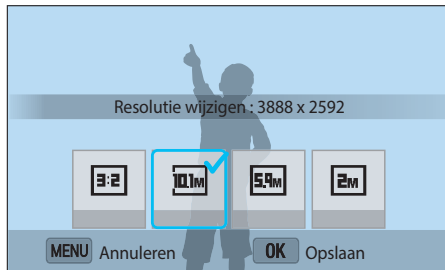 Resolutie wijzigen : 3888 x 2592
3:2 10.1M 5.9M 2M
MENU Annuleren OK Opslaan